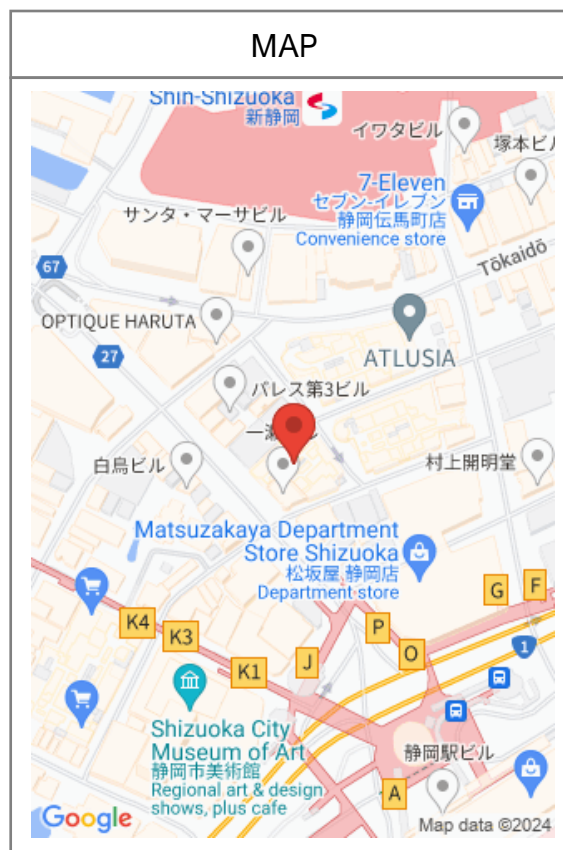 MAP
Shin-Shizuoka
新静岡
イワタビル
塚本ビル
7-Eleven
セブン-イレブン
静岡伝馬町店
Convenience store
サンタ・マーサビル
Tōkaidō
67
OPTIQUE HARUTA
27
ATLUSIA
パレス第3ビル
白鳥ビル
村上開明堂
Matsuzakaya Department
Store Shizuoka
松坂屋 静岡店
Department store
G
F
K4
K3
P
O
1
K1
J
Shizuoka City
Museum of Art
静岡市美術館
Regional art & design
shows, plus cafe
静岡駅ビル
A
Google
Map data ©2024